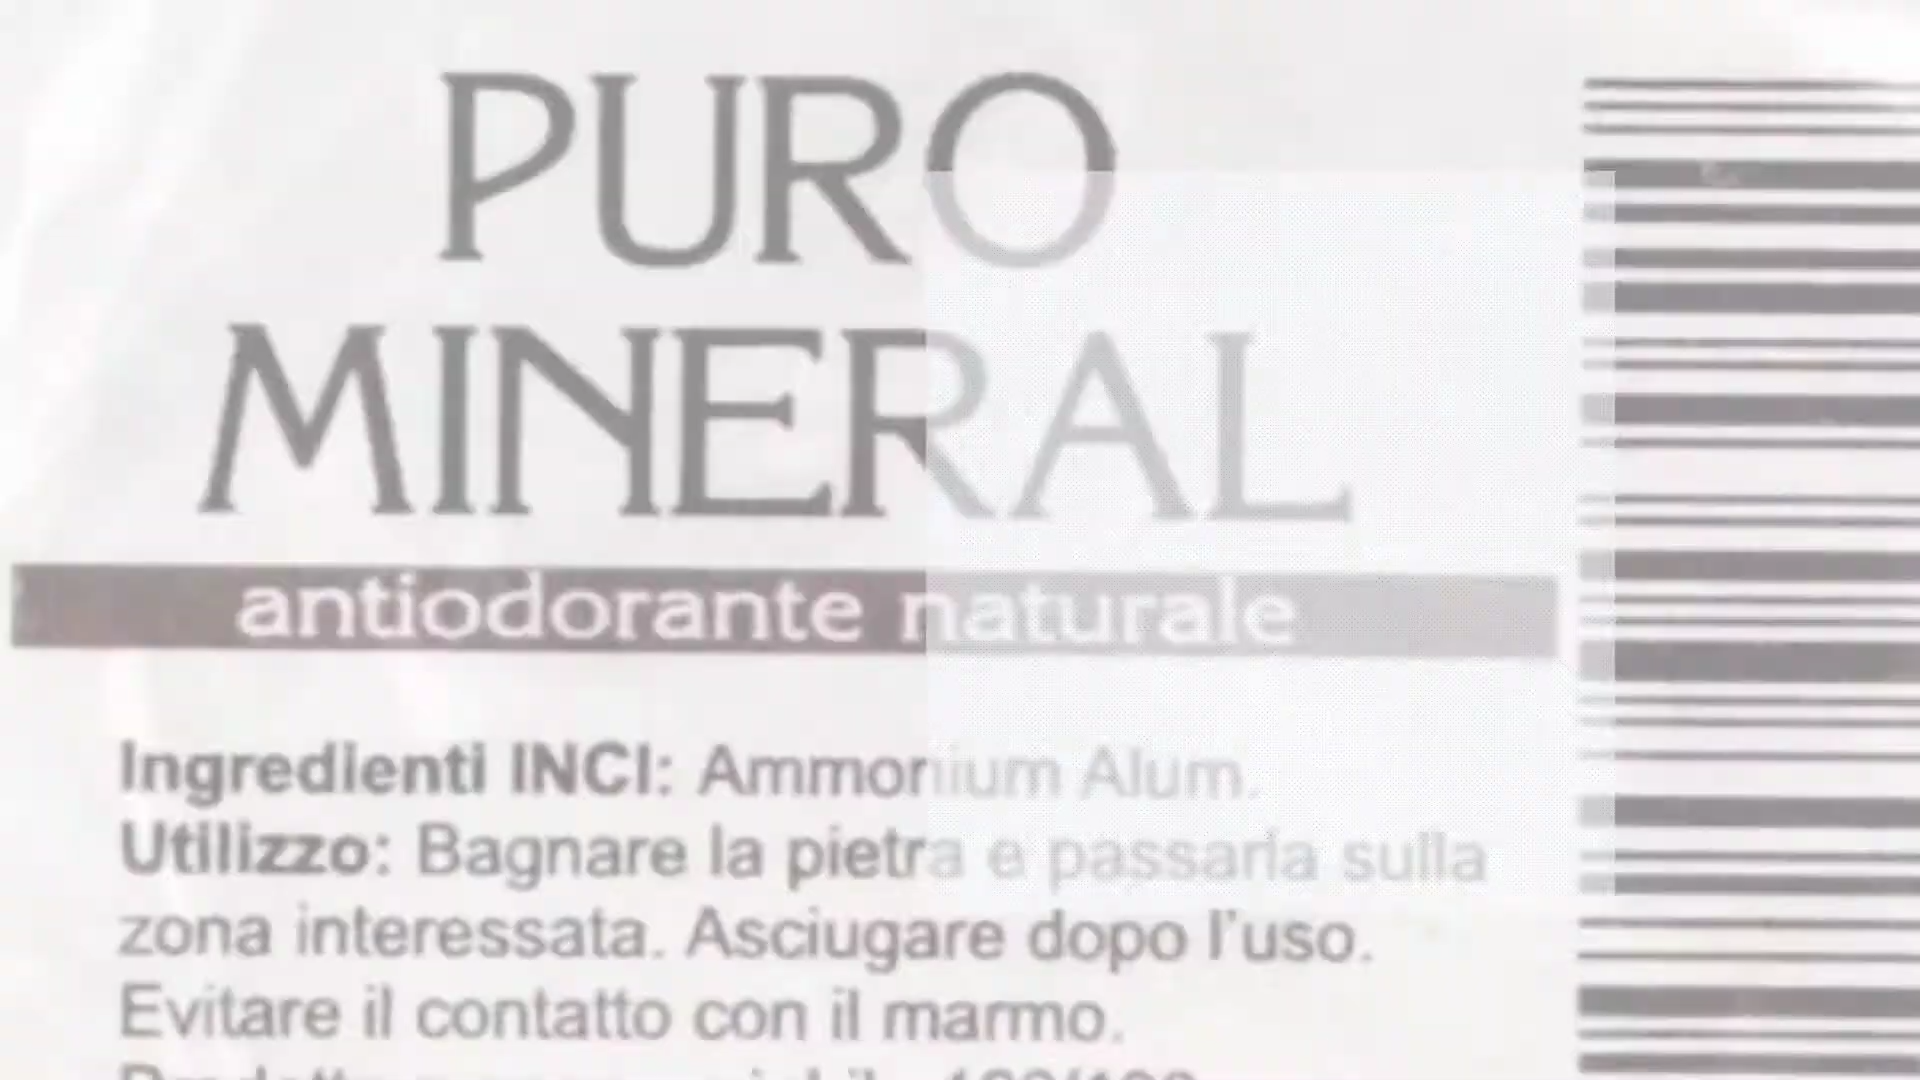 PURO
MINERAL
antiodorante naturale
Ingredienti INCI: Ammonium Alum.
Utilizzo: Bagnare la pietra e passarla sulla
zona interessata. Asciugare dopo l'uso.
Evitare il contatto con il marmo.